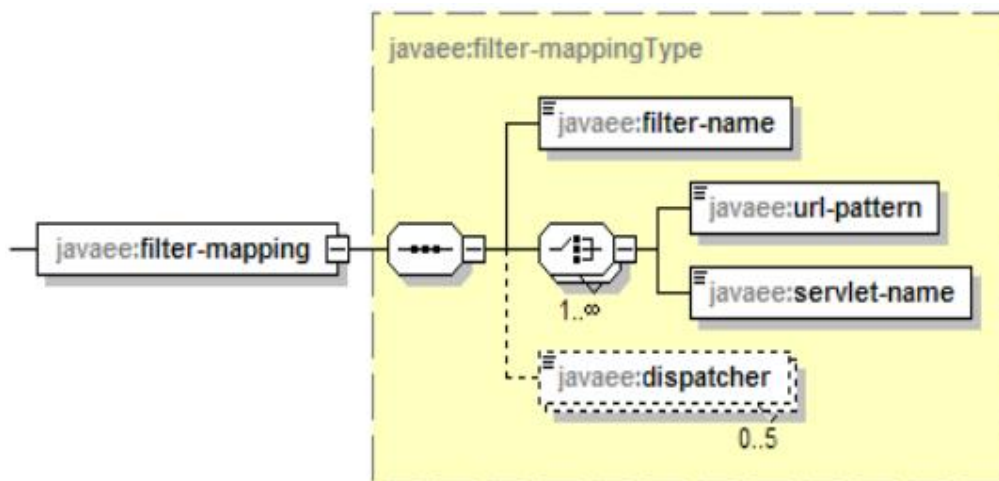 javaee:filter-mappingType
javaee:filter-name
javaee:url-pattern
javaee:filter-mapping
javaee:servlet-name
1..∞
javaee:dispatcher
0..5